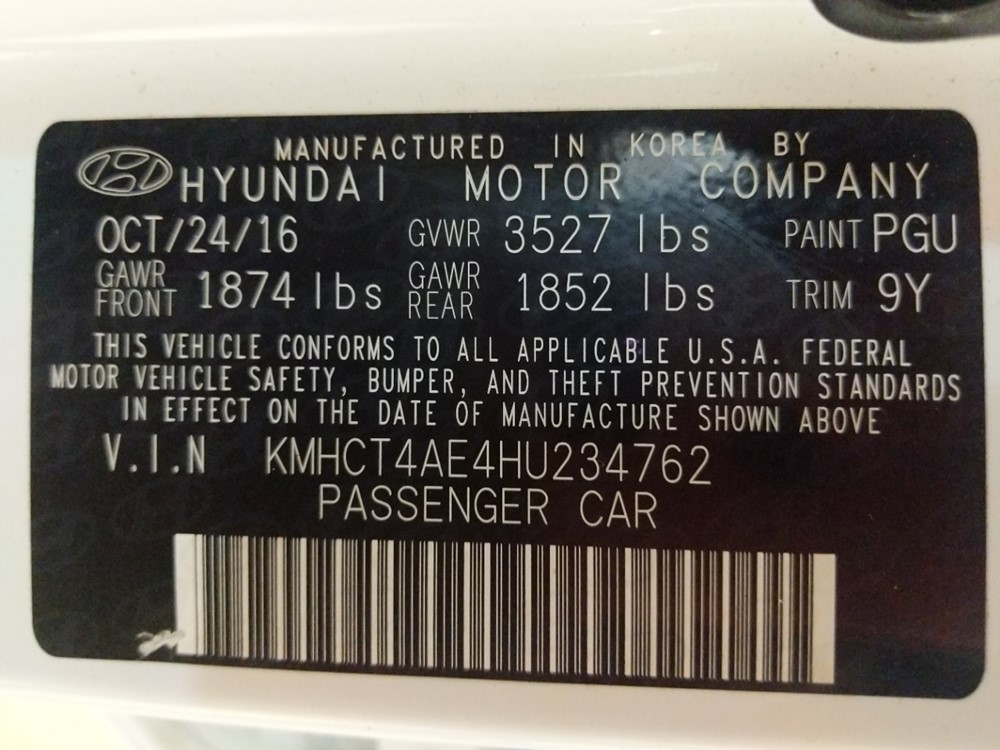 MANUFACTURED IN KOREA BY
HYUNDAI MOTOR COMPANY
OCT/24/16 GVWR 3527 lbs PAINT PGU
GAWR FRONT 1874 lbs GAWR REAR 1852 lbs TRIM 9Y
THIS VEHICLE CONFORMS TO ALL APPLICABLE U.S.A. FEDERAL
MOTOR VEHICLE SAFETY, BUMPER, AND THEFT PREVENTION STANDARDS
IN EFFECT ON THE DATE OF MANUFACTURE SHOWN ABOVE
V.I.N KMHCT4AE4HU234762
PASSENGER CAR